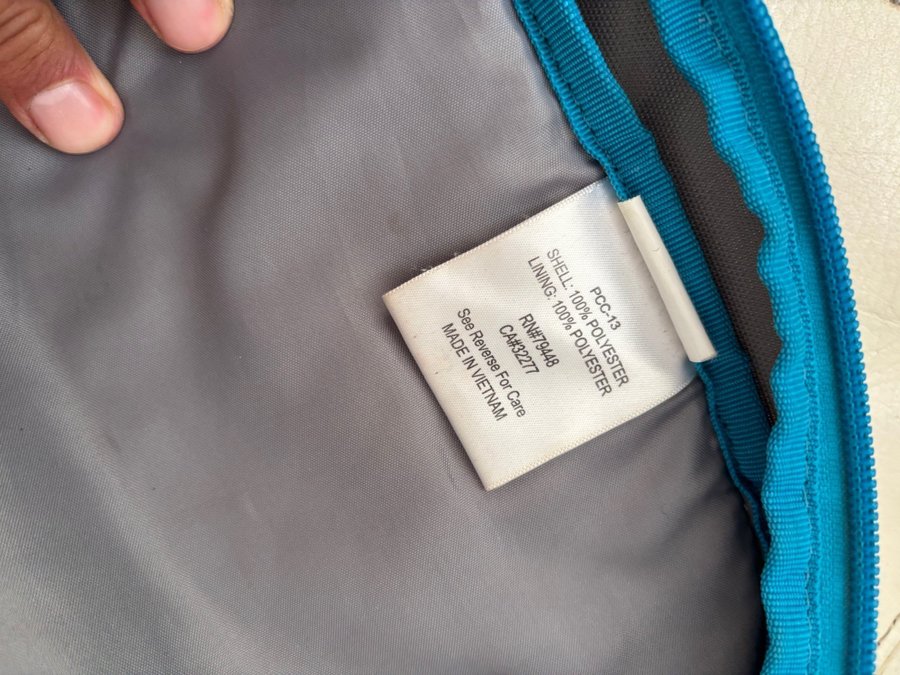 PCC-13
SHELL: 100% POLYESTER
LINING: 100% POLYESTER
RN#79448
CA#32277
See Reverse For Care
MADE IN VIETNAM